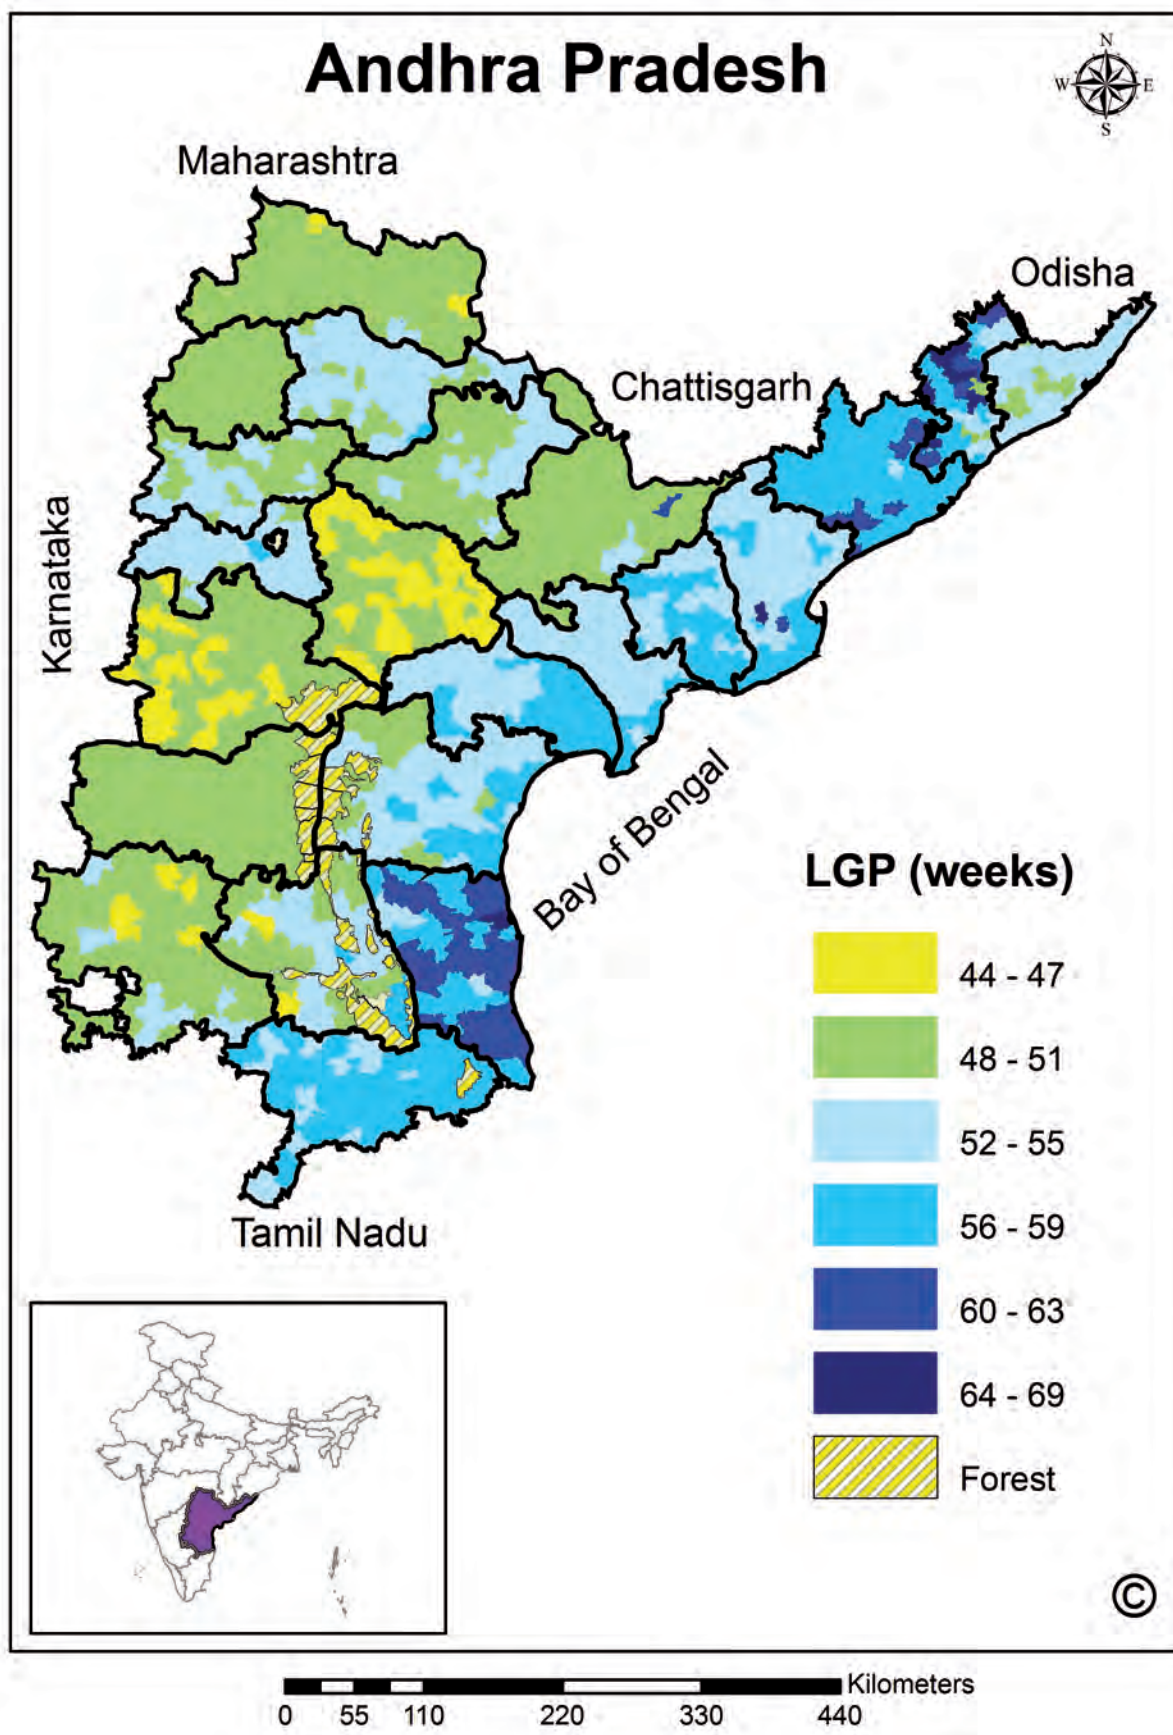 Andhra Pradesh
N
W E
S
Maharashtra
Odisha
Chattisgarh
Karnataka
Bay of Bengal
Tamil Nadu
LGP (weeks)
44 - 47
48 - 51
52 - 55
56 - 59
60 - 63
64 - 69
Forest
©
Kilometers
0 55 110 220 330 440